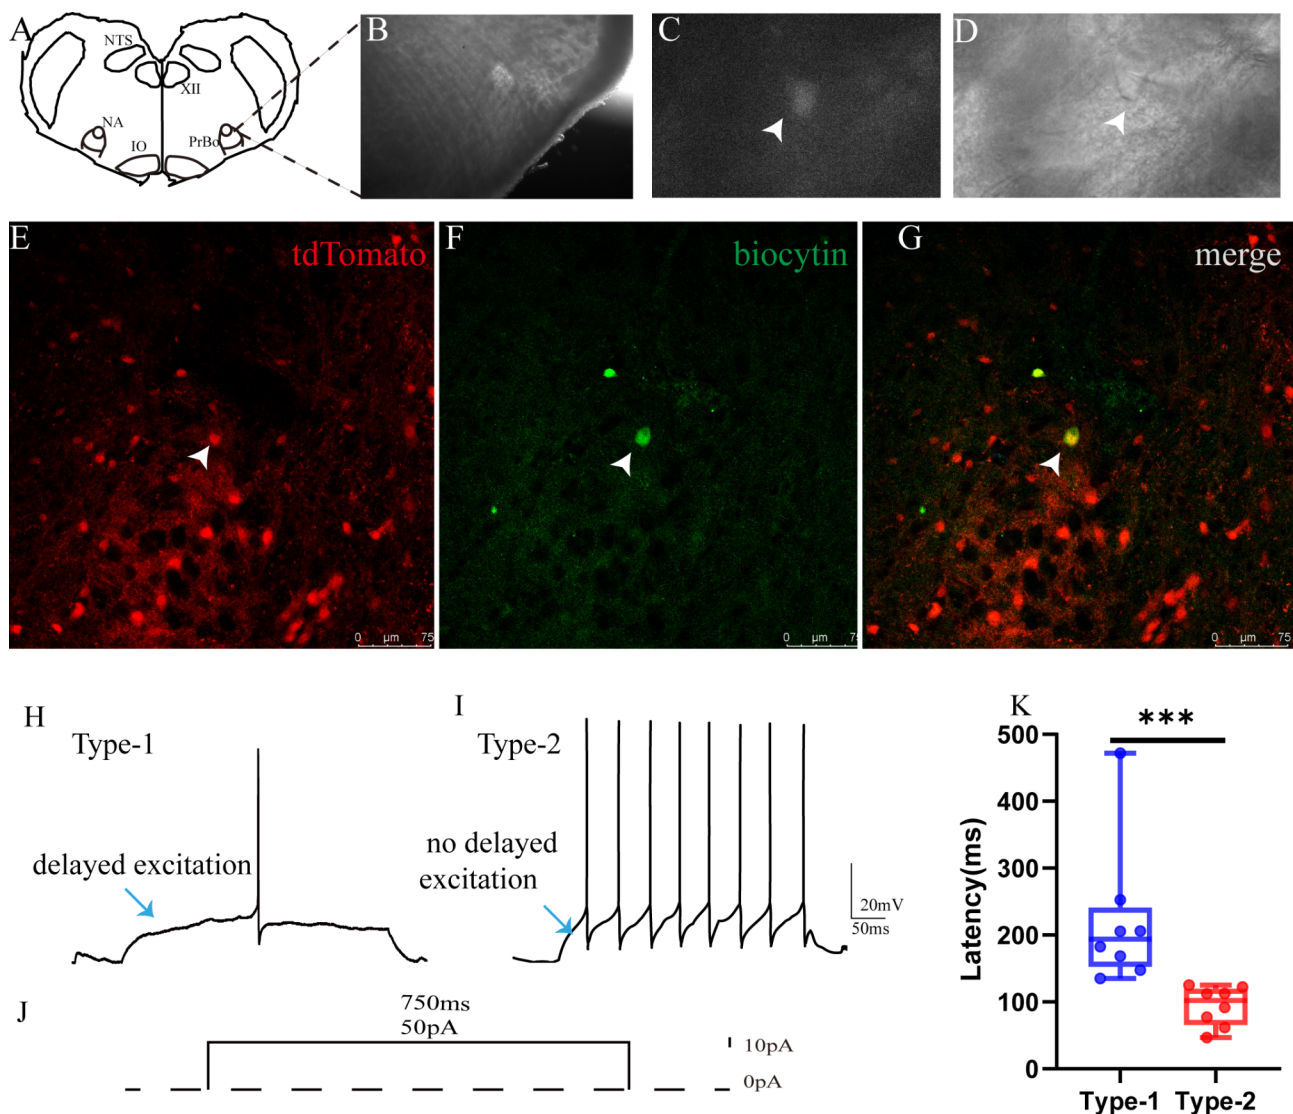 A
NTS
XII
NA
IO
PrBo
B
C
D
E
tdTomato
F
biocytin
G
merge
0 µm 75
0 µm 75
0 µm 75
H
Type-1
delayed excitation
I
Type-2
no delayed
excitation
20mV
50ms
J
750ms
50pA
10pA
0pA
K
***
500
400
300
200
100
0
Latency(ms)
Type-1 Type-2